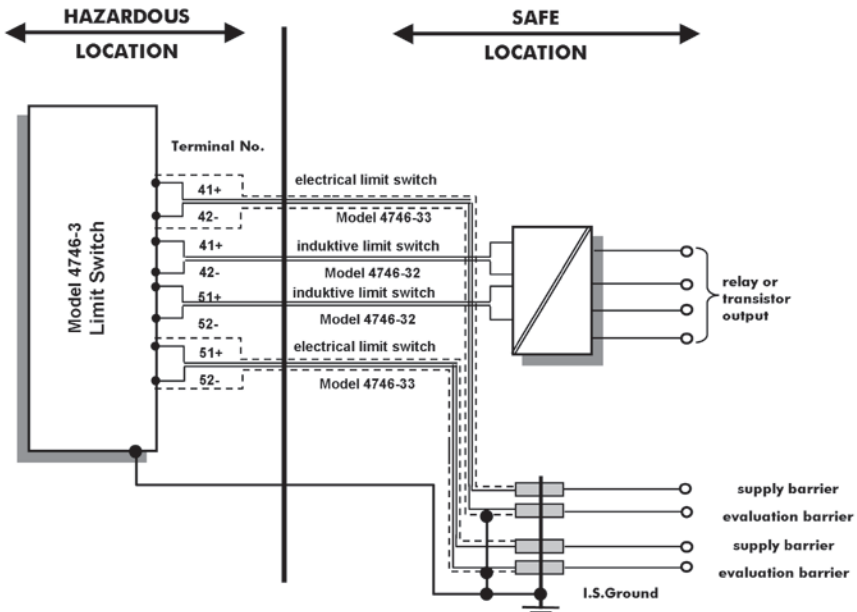 HAZARDOUS
LOCATION
SAFE
LOCATION
Model 4746-3
Limit Switch
Terminal No.
41+
electrical limit switch
42-
Model 4746-33
41+
induktive limit switch
42-
Model 4746-32
51+
induktive limit switch
52-
Model 4746-32
51+
electrical limit switch
52-
Model 4746-33
relay or
transistor
output
supply barrier
evaluation barrier
supply barrier
evaluation barrier
I.S.Ground